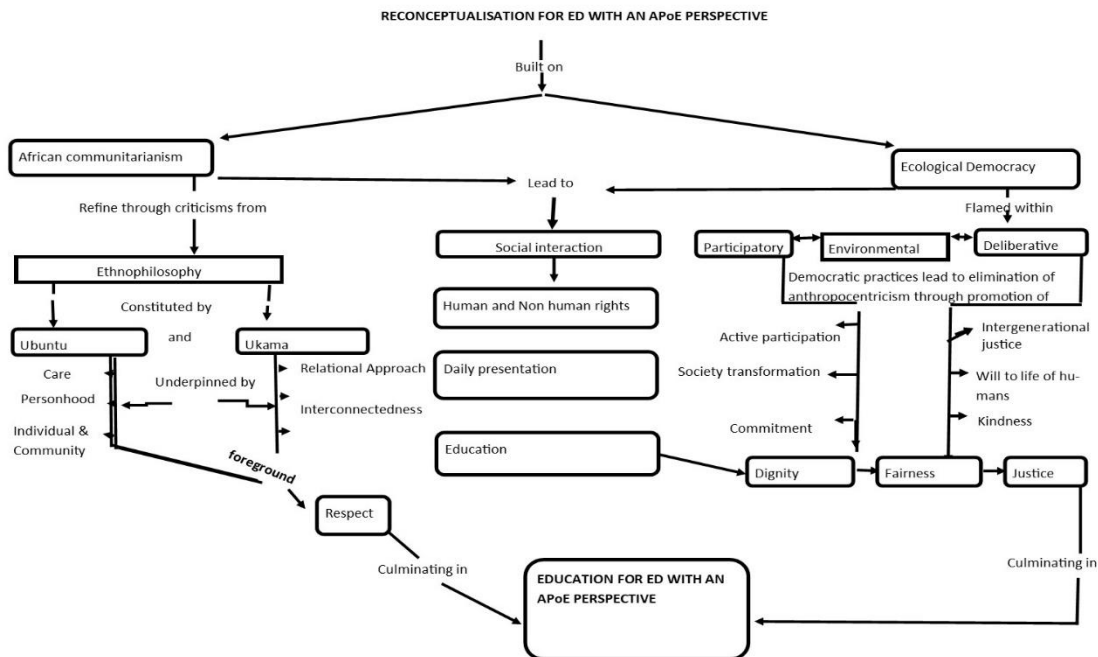 RECONCEPTUALISATION FOR ED WITH AN APoE PERSPECTIVE
Built on
African communitarianism
Ecological Democracy
Lead to
Refine through criticisms from
Flamed within
Social interaction
Participatory
Environmental
Deliberative
Ethnophilosophy
Democratic practices lead to elimination of
anthropocentricism through promotion of
Constituted by
Human and Non human rights
and
Ubuntu
Ukama
Active participation
Intergenerational
justice
Care
Underpinned by
Relational Approach
Daily presentation
Society transformation
Will to life of hu-
mans
Personhood
Interconnectedness
Kindness
Individual &
Community
Commitment
Education
foreground
Dignity
Fairness
Justice
Respect
Culminating in
Culminating in
EDUCATION FOR ED WITH AN
APoE PERSPECTIVE